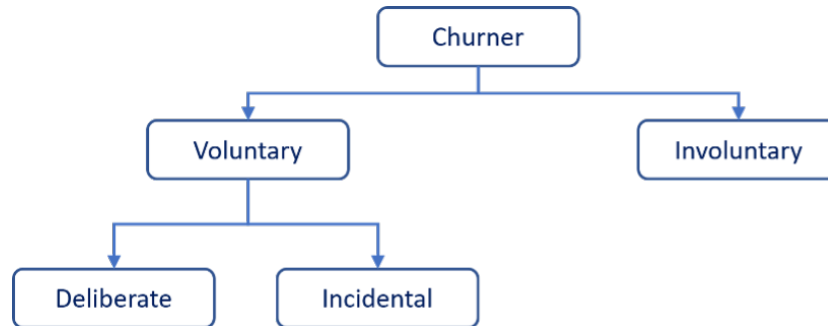 Churner
Voluntary
Involuntary
Deliberate
Incidental